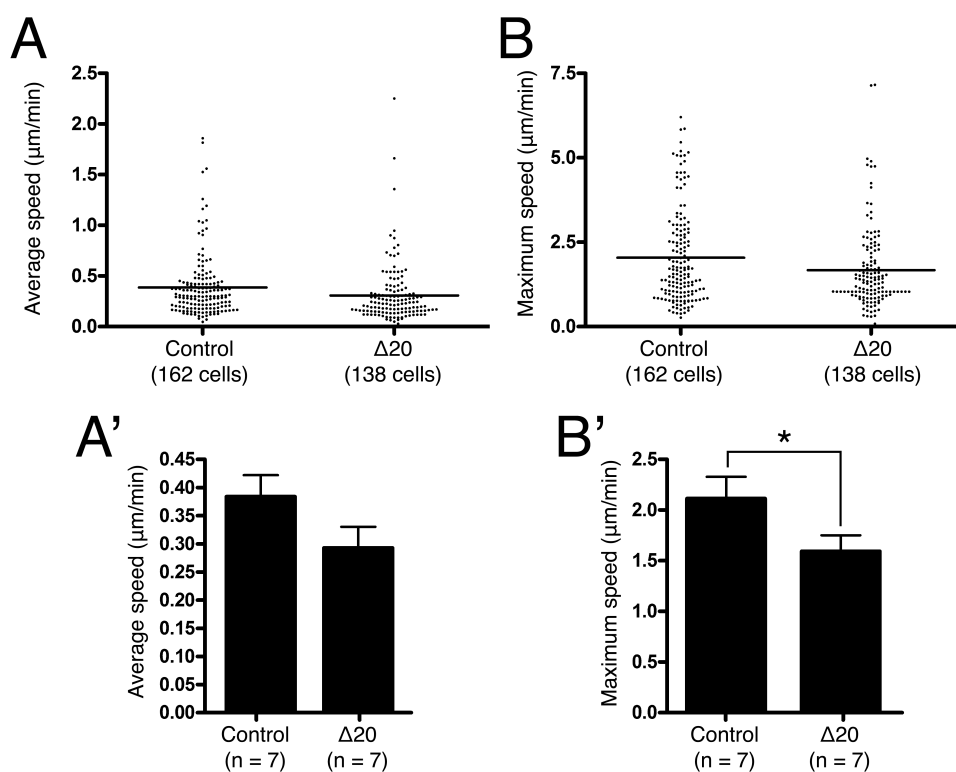 A
Average speed (µm/min)
2.5
2.0
1.5
1.0
0.5
0.0
Control
(162 cells)
Δ20
(138 cells)
B
Maximum speed (µm/min)
7.5
5.0
2.5
0.0
Control
(162 cells)
Δ20
(138 cells)
A'
Average speed (µm/min)
0.45
0.40
0.35
0.30
0.25
0.20
0.15
0.10
0.05
0.00
Control
(n = 7)
Δ20
(n = 7)
B'
Maximum speed (µm/min)
2.5
2.0
1.5
1.0
0.5
0.0
*
Control
(n = 7)
Δ20
(n = 7)